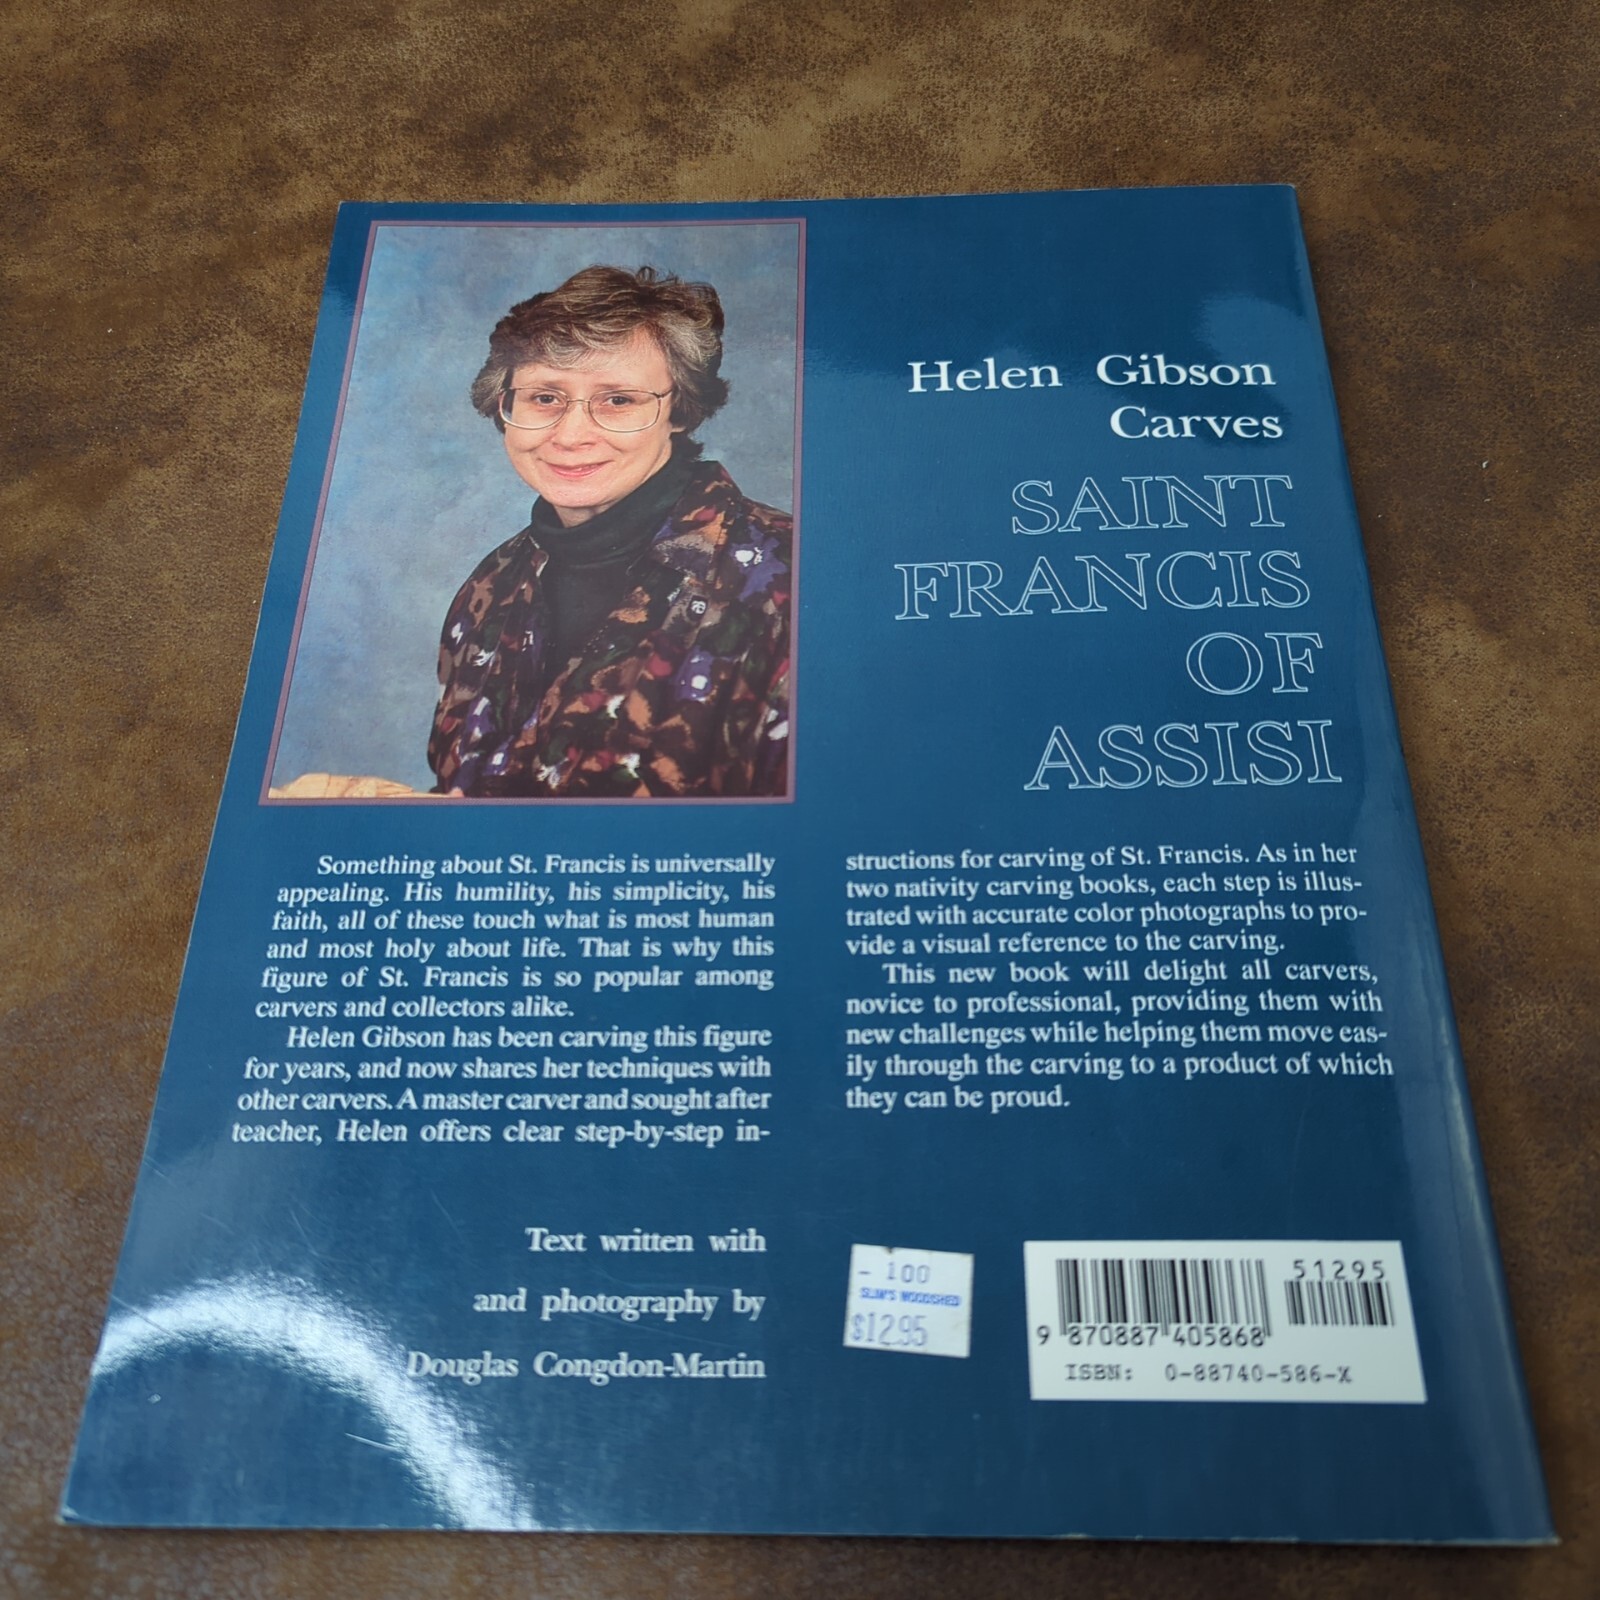 Helen Gibson
Carves
SAINT
FRANCIS
OF
ASSISI
Something about St. Francis is universally
appealing. His humility, his simplicity, his
faith, all of these touch what is most human
and most holy about life. That is why this
figure of St. Francis is so popular among
carvers and collectors alike.
Helen Gibson has been carving this figure
for years, and now shares her techniques with
other carvers. A master carver and sought after
teacher, Helen offers clear step-by-step in-
structions for carving of St. Francis. As in her
two nativity carving books, each step is illus-
trated with accurate color photographs to pro-
vide a visual reference to the carving.
This new book will delight all carvers,
novice to professional, providing them with
new challenges while helping them move eas-
ily through the carving to a product of which
they can be proud.
Text written with
and photography by
Douglas Congdon-Martin
- 100
SLIM'S WOODSHED
$12.95
51295
9 870887 405868
ISBN: 0-88740-586-X